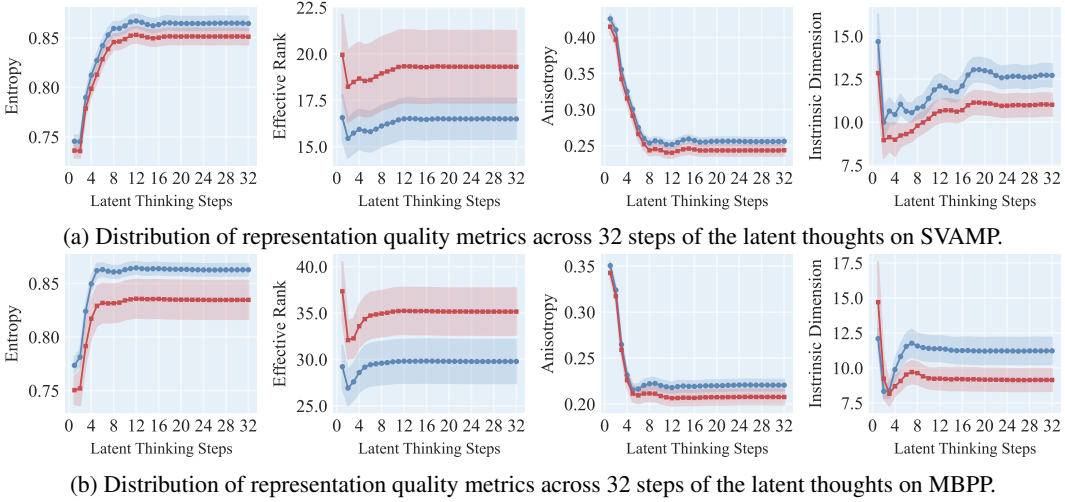 0.85
0.80
0.75
Entropy
0 4 8 12 16 20 24 28 32
Latent Thinking Steps
22.5
20.0
17.5
15.0
Effective Rank
0 4 8 12 16 20 24 28 32
Latent Thinking Steps
0.40
0.35
0.30
0.25
Anisotropy
0 4 8 12 16 20 24 28 32
Latent Thinking Steps
15.0
12.5
10.0
7.5
Instrinsic Dimension
0 4 8 12 16 20 24 28 32
Latent Thinking Steps
(a) Distribution of representation quality metrics across 32 steps of the latent thoughts on SVAMP.
0.85
0.80
0.75
Entropy
0 4 8 12 16 20 24 28 32
Latent Thinking Steps
40.0
35.0
30.0
25.0
Effective Rank
0 4 8 12 16 20 24 28 32
Latent Thinking Steps
0.35
0.30
0.25
0.20
Anisotropy
0 4 8 12 16 20 24 28 32
Latent Thinking Steps
17.5
15.0
12.5
10.0
7.5
Instrinsic Dimension
0 4 8 12 16 20 24 28 32
Latent Thinking Steps
(b) Distribution of representation quality metrics across 32 steps of the latent thoughts on MBPP.